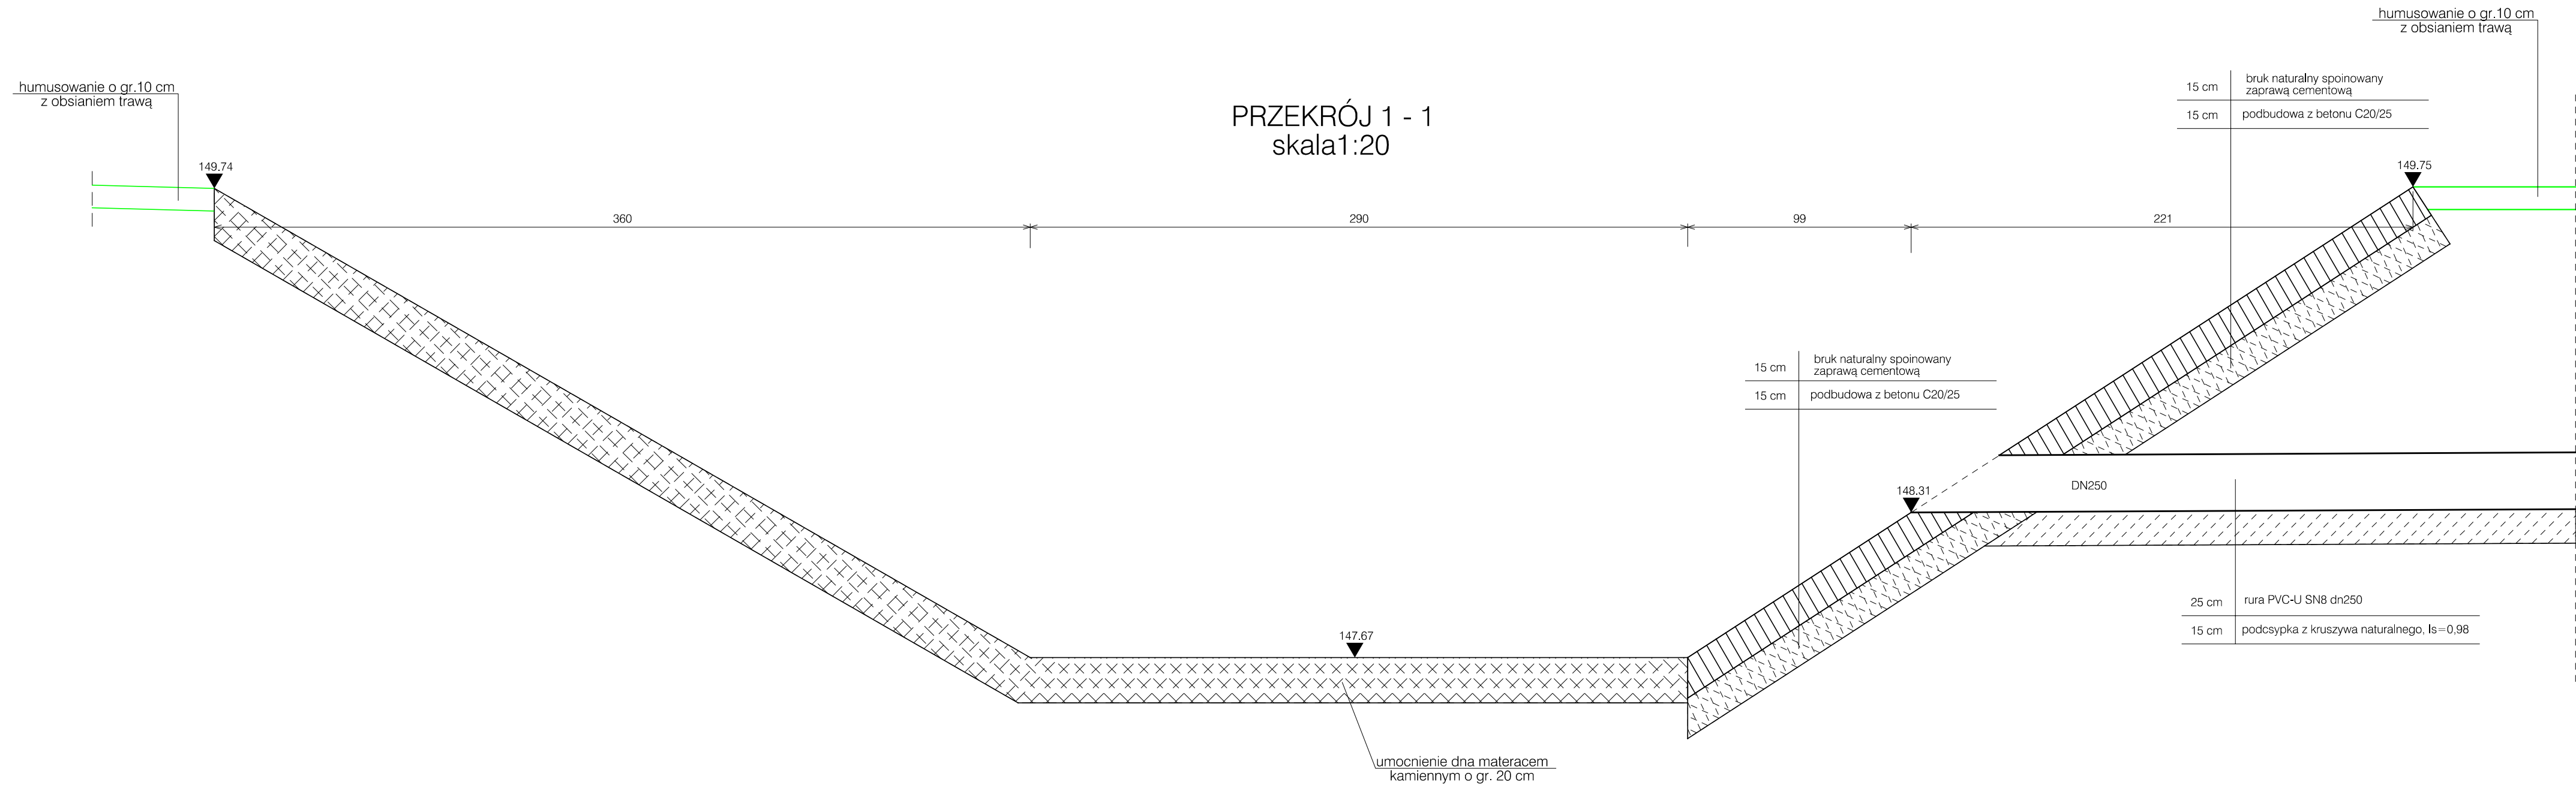 humusowanie o gr.10 cm
z obsianiem trawą
humusowanie o gr.10 cm
z obsianiem trawą
PRZEKRÓJ 1 - 1
skala1:20
15 cm
bruk naturalny spoinowany
zaprawą cementową
15 cm
podbudowa z betonu C20/25
149.74
149.75
360
290
99
221
15 cm
bruk naturalny spoinowany
zaprawą cementową
15 cm
podbudowa z betonu C20/25
148.31
DN250
25 cm
rura PVC-U SN8 dn250
15 cm
podcsypka z kruszywa naturalnego, Is=0,98
147.67
umocnienie dna materacem
kamiennym o gr. 20 cm